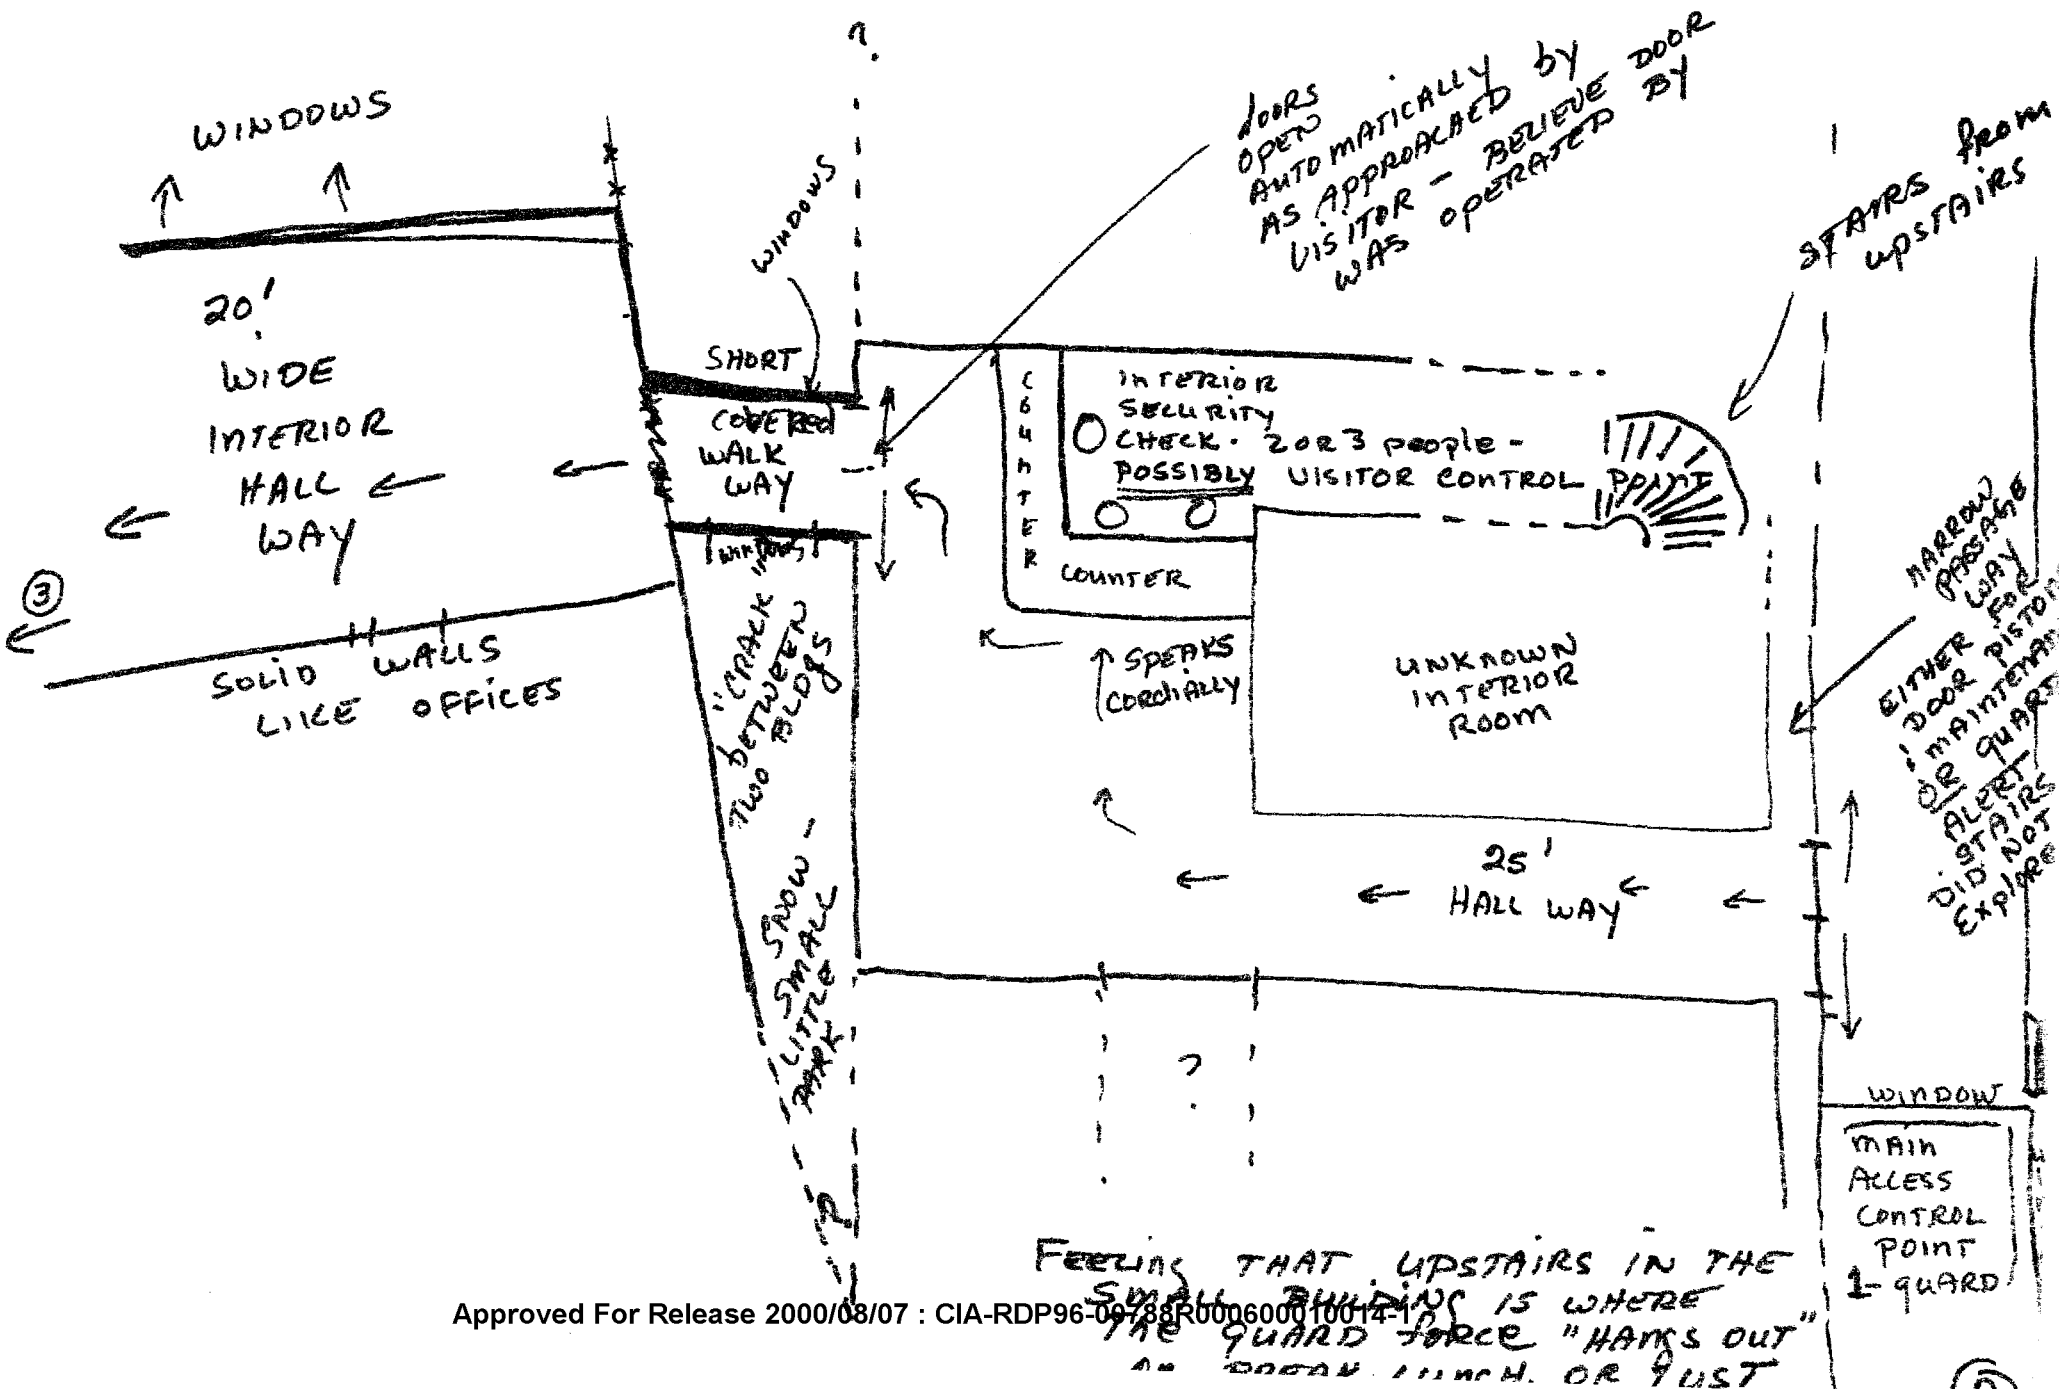 ?
WINDOWS
WINDOWS
doors
OPEN
AUTOMATICALLY by
AS APPROACHED BY
VISITOR - BELIEVE DOOR
WAS OPERATED
STAIRS from
upstairs
20'
WIDE
INTERIOR
HALL
WAY
3
SOLID WALLS
LIKE OFFICES
SHORT
COVERED
WALK
WAY
WINDOWS
"CRACK IN
BETWEEN
TWO BLDGS
SNOW -
SMALL
LITTLE
PARK
?
COUNTER
INTERIOR
SECURITY
CHECK. 2 OR 3 people -
POSSIBLY VISITOR CONTROL POINT
COUNTER
SPEAKS
CORDIALLY
UNKNOWN
INTERIOR
ROOM
NARROW
PASSAGE
WAY
EITHER FOR
DOOR
OR
ALERT
STAIRS
DID NOT
EXPLORE
25'
HALL WAY
?
WINDOW
MAIN
ACCESS
CONTROL
POINT
1- GUARD
FEELING THAT UPSTAIRS IN THE
SMALL BUILDING IS WHERE
THE GUARD FORCE "HANGS OUT"
LUNCH. OR JUST
Approved For Release 2000/08/07 : CIA-RDP96-00788R000600010014-1